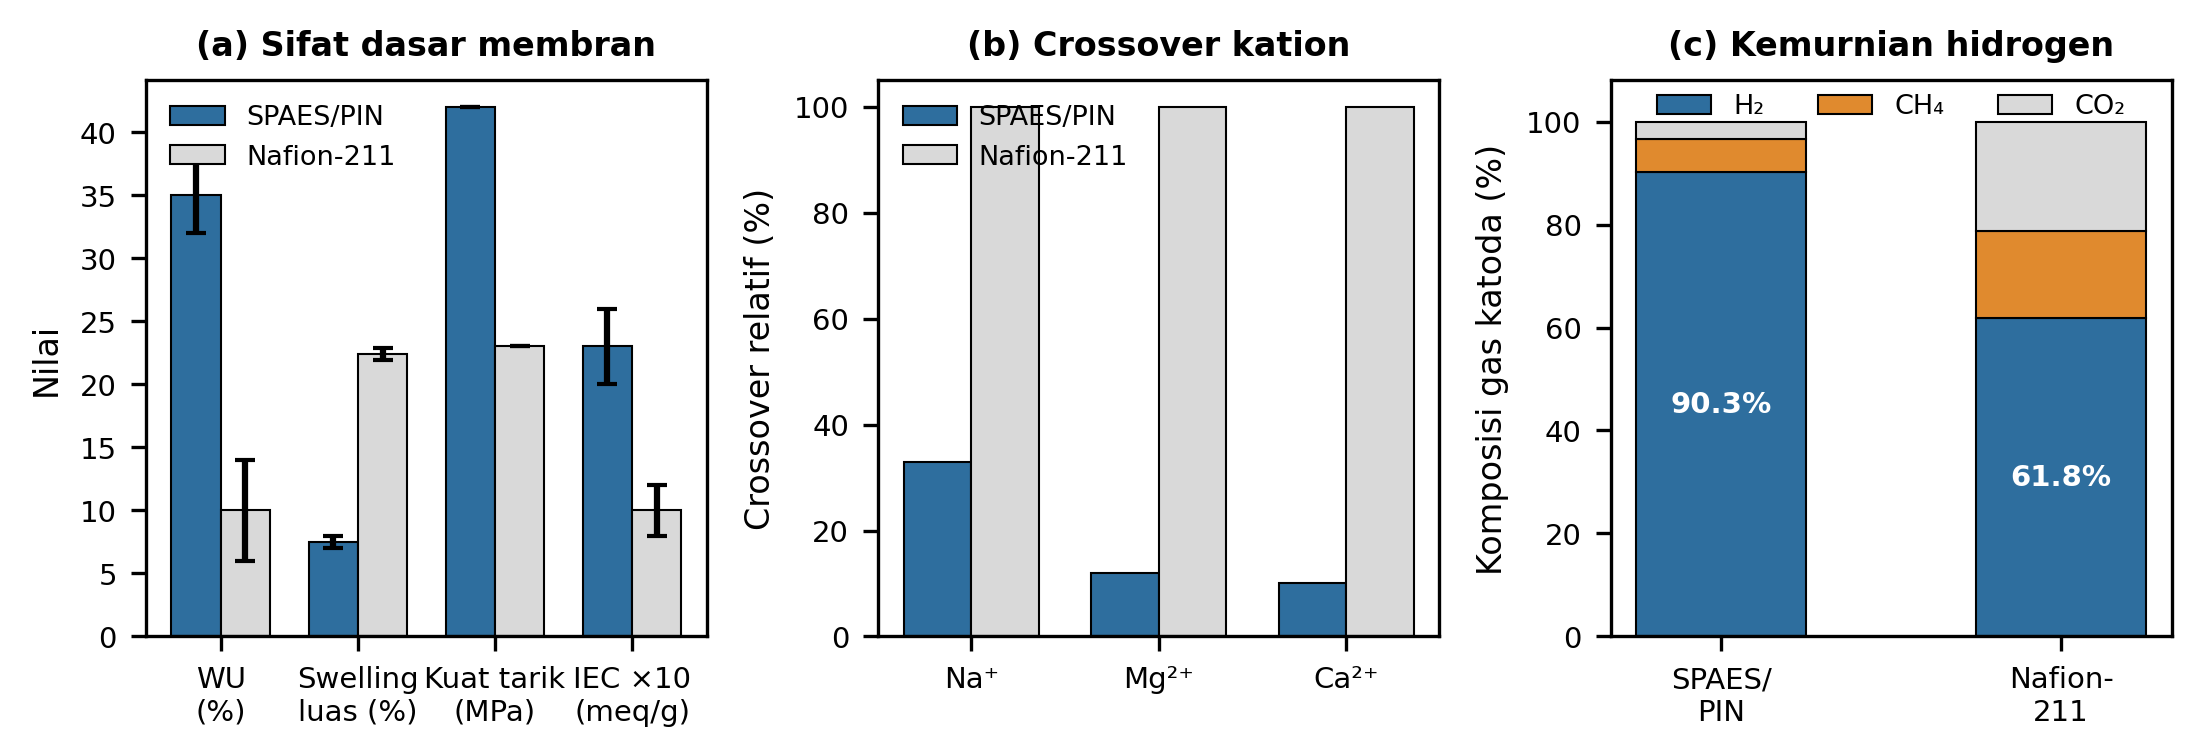 (a) Sifat dasar membran
Nilai
40
35
30
25
20
15
10
5
0
SPAES/PIN
Nafion-211
WU
(%)
Swelling
luas (%)
Kuat tarik
(MPa)
IEC ×10
(meq/g)
(b) Crossover kation
Crossover relatif (%)
100
80
60
40
20
0
SPAES/PIN
Nafion-211
Na⁺
Mg²⁺
Ca²⁺
(c) Kemurnian hidrogen
Komposisi gas katoda (%)
100
80
60
40
20
0
H₂ CH₄ CO₂
90.3%
61.8%
SPAES/
PIN
Nafion-
211